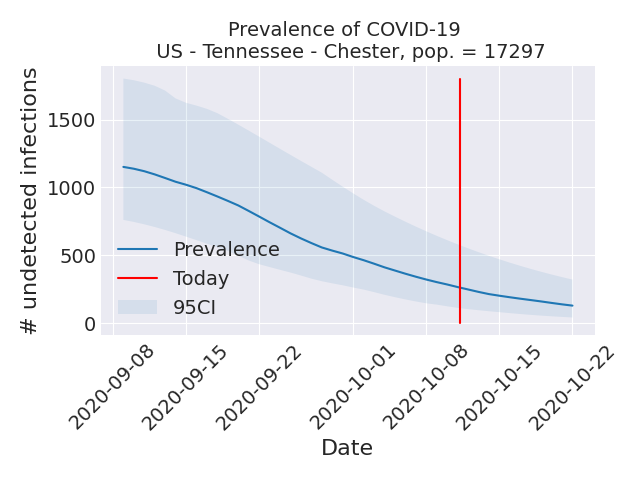 Prevalence of COVID-19
US - Tennessee - Chester, pop. = 17297
# undetected infections
1500
1000
500
0
Prevalence
Today
95CI
2020-09-08
2020-09-15
2020-09-22
2020-10-01
2020-10-08
2020-10-15
2020-10-22
Date